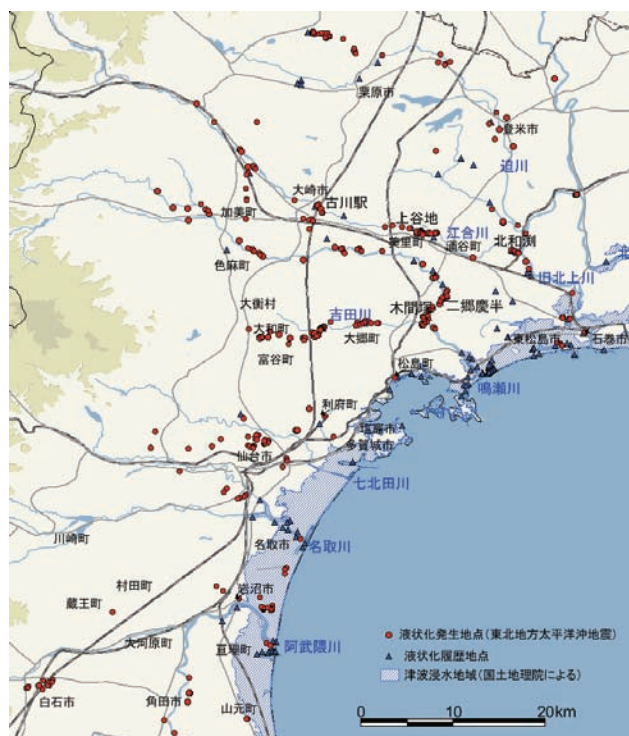 栗原市
登米市
迫川
大崎市
古川駅
加美町
上谷地
江合川
美里町
涌谷町
北和渕
色麻町
旧北上川
大衡村
吉田川
木間塚
二郷慶半
大和町
大郷町
富谷町
東松島市
石巻市
松島町
鳴瀬川
利府町
塩竈市
仙台市
多賀城市
七北田川
川崎町
名取市
名取川
村田町
岩沼市
蔵王町
液状化発生地点(東北地方太平洋沖地震)
大河原町
亘理町
阿武隈川
液状化履歴地点
津波浸水地域(国土地理院による)
白石市
角田市
山元町
0 10 20km